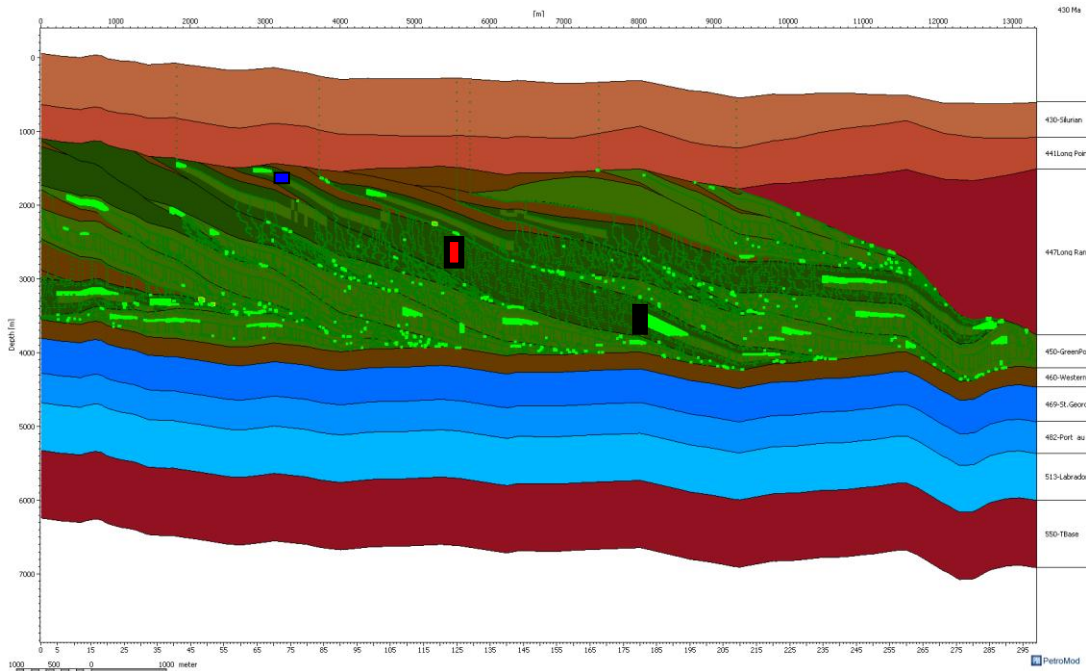 [m]
430 Ma
0 1000 2000 3000 4000 5000 6000 7000 8000 9000 10000 11000 12000 13000
0
1000
2000
3000
4000
5000
6000
7000
Depth [m]
430-Silurian
441Long Poin
447Long Ran
450-GreenPo
460-Western
469-St.Georg
482-Port au
513-Labrador
550-TBase
0 5 15 25 35 45 55 65 75 85 95 105 115 125 135 145 155 165 175 185 195 205 215 225 235 245 255 265 275 285 295
1000 500 0 1000 meter
PetroMod